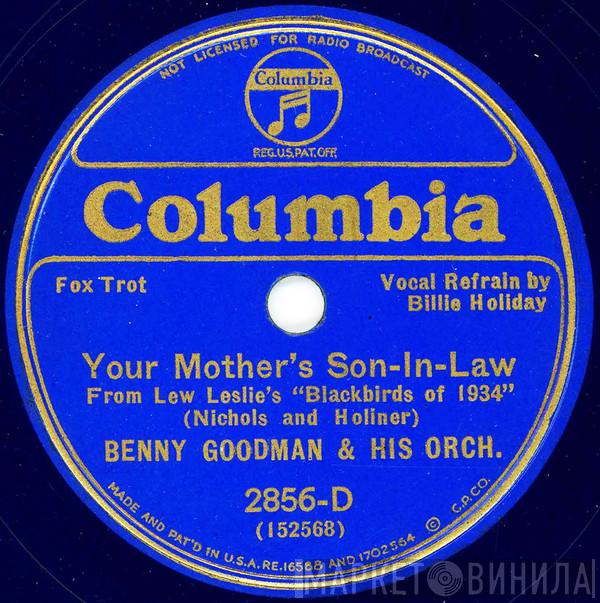 NOT LICENSED FOR RADIO BROADCAST
Columbia
REG.U.S.PAT.OFF.
Columbia
Fox Trot
Vocal Refrain by
Billie Holiday
Your Mother's Son-In-Law
From Lew Leslie's "Blackbirds of 1934"
(Nichols and Holiner)
BENNY GOODMAN & HIS ORCH.
2856-D
(152568)
MADE AND PAT'D IN U.S.A. RE.16588 AND 1702564 © C.P.CO.
МАРКЕТ ВИНИЛА